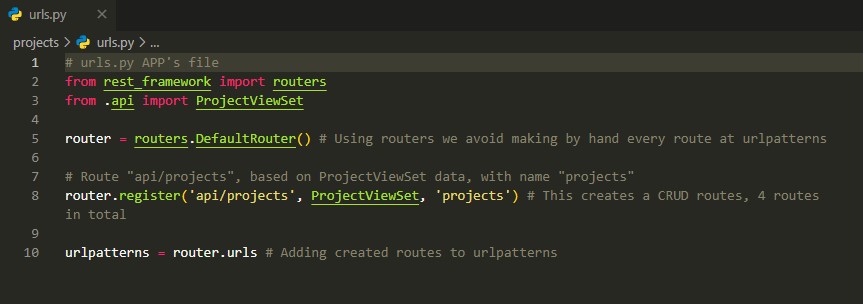 urls.py ×
projects > urls.py > ...
1 # urls.py APP's file
2 from rest_framework import routers
3 from .api import ProjectViewSet
4
5 router = routers.DefaultRouter() # Using routers we avoid making by hand every route at urlpatterns
6
7 # Route "api/projects", based on ProjectViewSet data, with name "projects"
8 router.register('api/projects', ProjectViewSet, 'projects') # This creates a CRUD routes, 4 routes
in total
9
10 urlpatterns = router.urls # Adding created routes to urlpatterns